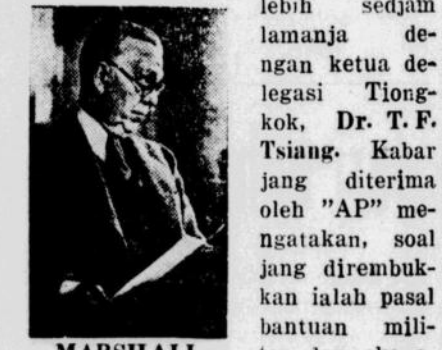 lebih sedjam
lamanja de-
ngan ketua de-
legasi Tiong-
kok, Dr. T. F.
Tsiang. Kabar
jang diterima
oleh "AP" me-
ngatakan, soal
jang dirembuk-
kan ialah pasal
bantuan mili-
MARSHALL